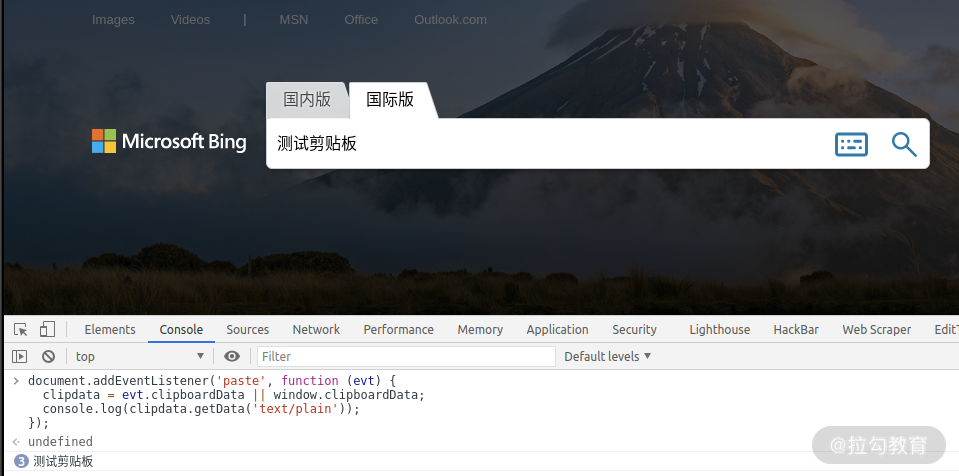 Images Videos | MSN Office Outlook.com
国内版 国际版
Microsoft Bing 测试剪贴板
Elements Console Sources Network Performance Memory Application Security Lighthouse HackBar Web Scraper EditT
top ▼ Filter Default levels ▼
> document.addEventListener('paste', function (evt) {
clipdata = evt.clipboardData || window.clipboardData;
console.log(clipdata.getData('text/plain'));
});
undefined
3 测试剪贴板
@拉勾教育